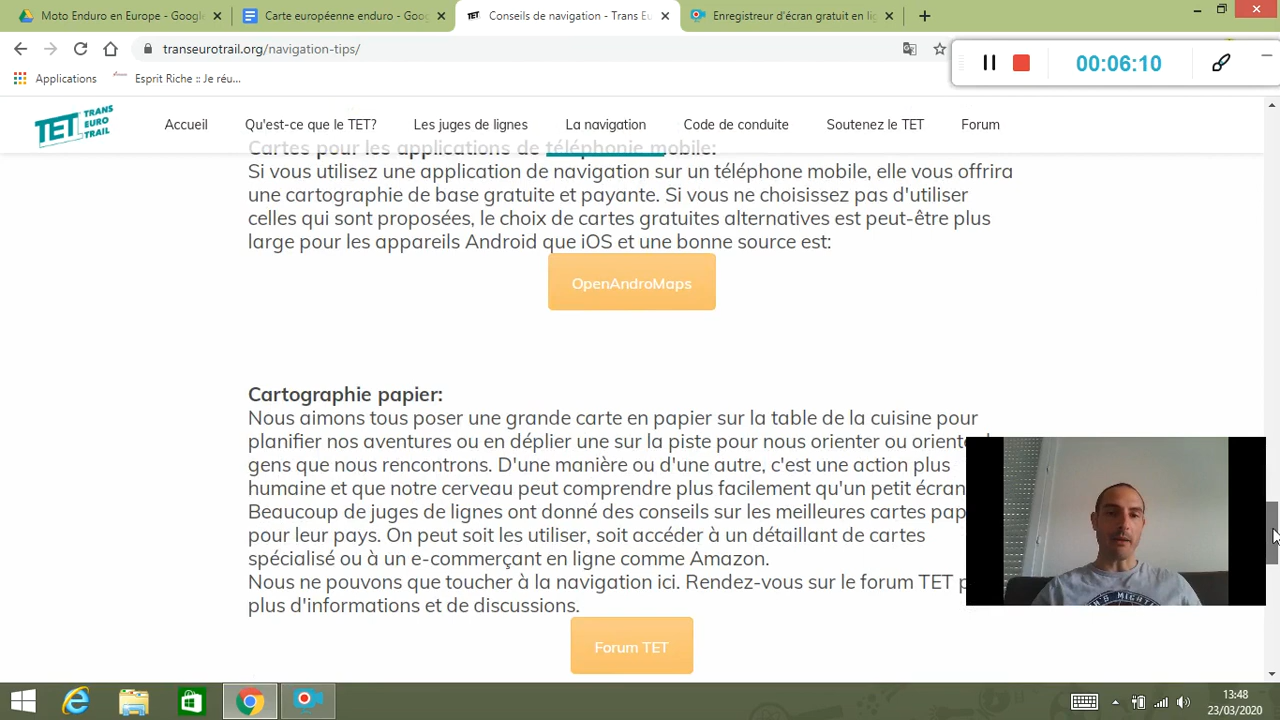 Moto Enduro en Europe - Google
Carte européenne enduro - Goo
Conseils de navigation - Trans Eu
Enregistreur d'écran gratuit en lig
transeurotrail.org/navigation-tips/
00:06:10
Applications
Esprit Riche :: Je réu...
TET TRANS
EURO
TRAIL
Accueil
Qu'est-ce que le TET?
Les juges de lignes
La navigation
Code de conduite
Soutenez le TET
Forum
Cartes pour les applications de téléphonie mobile:
Si vous utilisez une application de navigation sur un téléphone mobile, elle vous offrira
une cartographie de base gratuite et payante. Si vous ne choisissez pas d'utiliser
celles qui sont proposées, le choix de cartes gratuites alternatives est peut-être plus
large pour les appareils Android que iOS et une bonne source est:
OpenAndroMaps
Cartographie papier:
Nous aimons tous poser une grande carte en papier sur la table de la cuisine pour
planifier nos aventures ou en déplier une sur la piste pour nous orienter ou oriente
gens que nous rencontrons. D'une manière ou d'une autre, c'est une action plus
humaine et que notre cerveau peut comprendre plus facilement qu'un petit écran
Beaucoup de juges de lignes ont donné des conseils sur les meilleures cartes pap
pour leur pays. On peut soit les utiliser, soit accéder à un détaillant de cartes
spécialisé ou à un e-commerçant en ligne comme Amazon.
Nous ne pouvons que toucher à la navigation ici. Rendez-vous sur le forum TET p
plus d'informations et de discussions.
Forum TET
13:48
23/03/2020